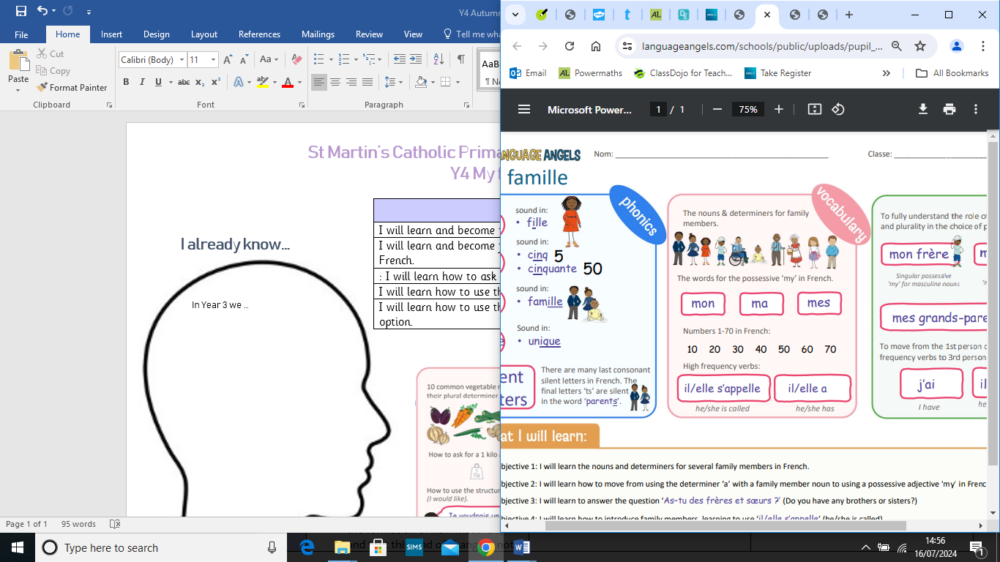 Y4 Autumn
File Home Insert Design Layout References Mailings Review View Tell me wha
Paste
Cut
Copy
Format Painter
Clipboard
Calibri (Body) 11
Aa
B I U abc x₂ x²
Font
Paragraph
AaB
¶ No
St Martin's Catholic Prima
Y4 My f
I already know...
In Year 3 we ...
I will learn and become f
I will learn and become
French.
: I will learn how to ask
I will learn how to use th
I will learn how to use th
option.
10 common vegetable
their plural determiner
How to ask for a 1 kilo
How to use the structur
(I would like).
Je voudrais un
Page 1 of 1 95 words
languageangels.com/schools/public/uploads/pupil_...
Email Powermaths ClassDojo for Teach... Take Register » All Bookmarks
Microsoft Power... 1 / 1 75%
NGUAGE ANGELS Nom: Classe:
famille
phonics
sound in:
• fille
sound in:
• cinq 5
• cinquante 50
sound in:
• famille
Sound in:
• unique
ent
ters
There are many last consonant
silent letters in French. The
final letters 'ts' are silent
in the word 'parents'.
vocabulary
The nouns & determiners for family
members.
The words for the possessive 'my' in French.
mon ma mes
Numbers 1-70 in French:
10 20 30 40 50 60 70
High frequency verbs:
il/elle s'appelle il/elle a
he/she is called he/she has
To fully understand the role of
and plurality in the choice of p
mon frère m
Singular possessive
'my' for masculine nouns
mes grands-pare
To move from the 1st person
frequency verbs to 3rd person
j'ai il
I have he
at I will learn:
bjective 1: I will learn the nouns and determiners for several family members in French.
bjective 2: I will learn how to move from using the determiner 'a' with a family member noun to using a possessive adjective 'my' in Frenc
bjective 3: I will learn to answer the question 'As-tu des frères et sœurs ?' (Do you have any brothers or sisters?)
bjective 4: I will learn how to introduce family members, learning to use 'il/elle s'appelle' (he/she is called)
Type here to search
SIMS
14:56
16/07/2024
1